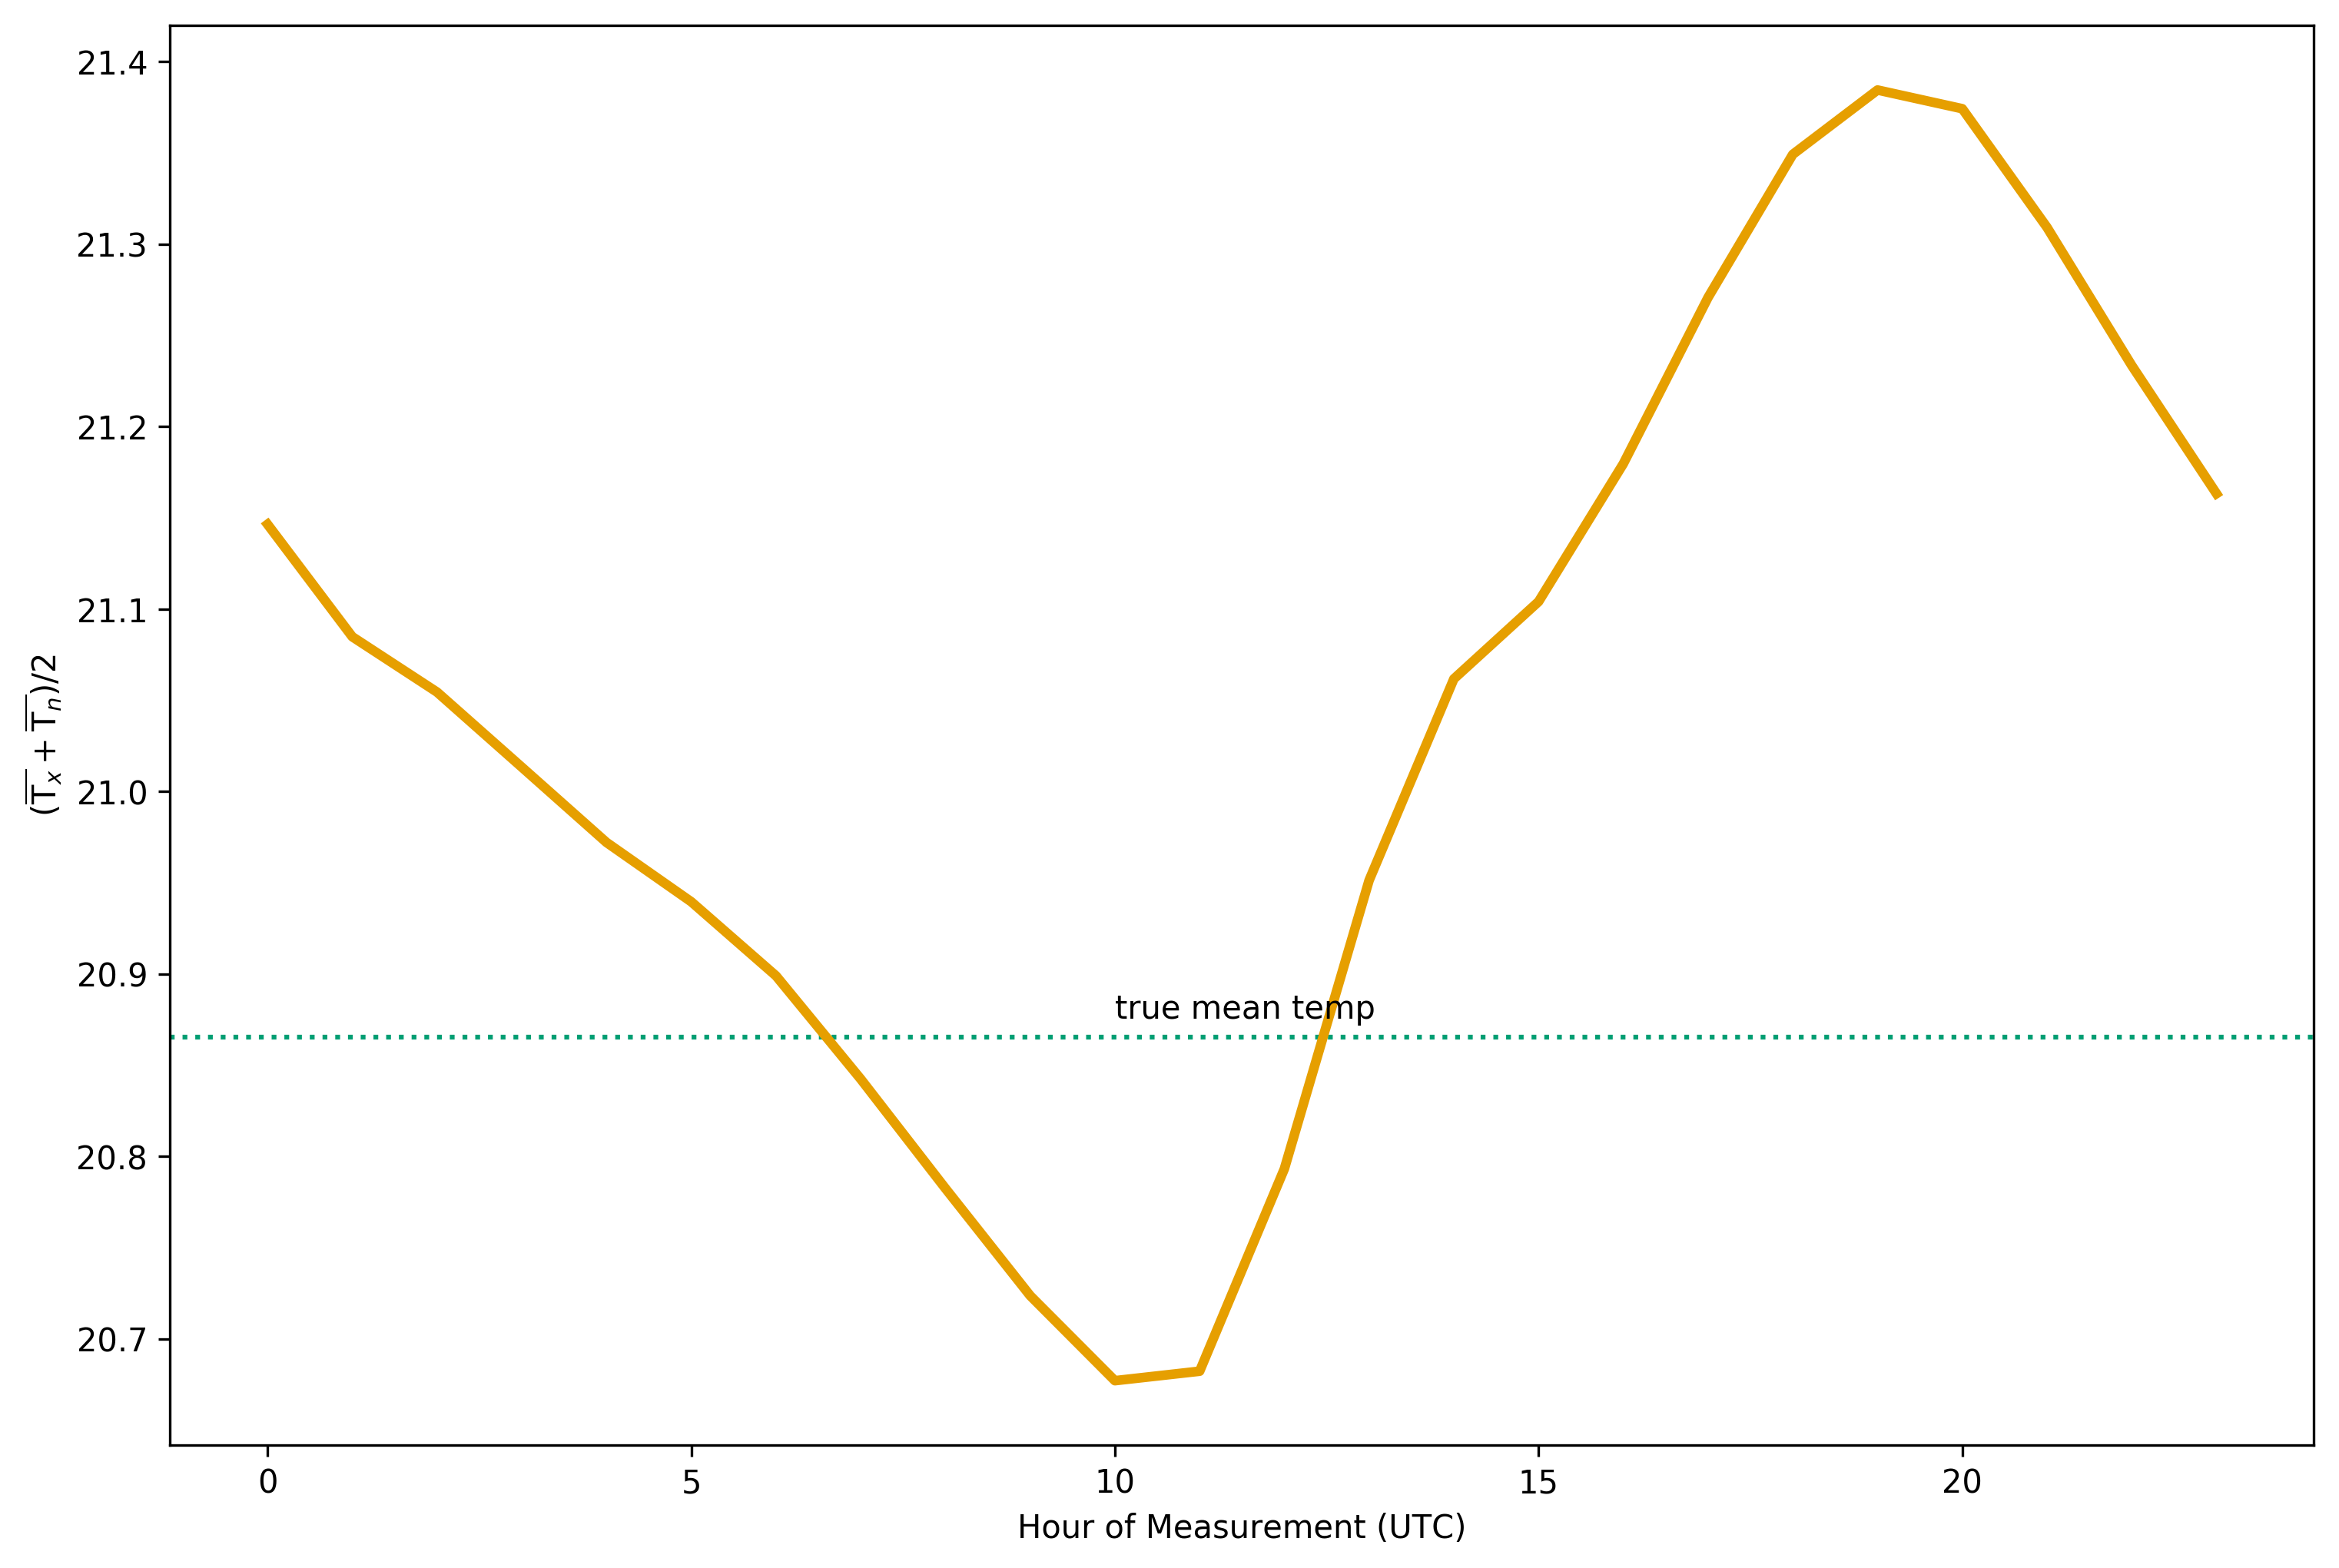 21.4
21.3
21.2
21.1
21.0
20.9
20.8
20.7
(T̅ₓ + T̅ₙ)/2
true mean temp
0 5 10 15 20
Hour of Measurement (UTC)